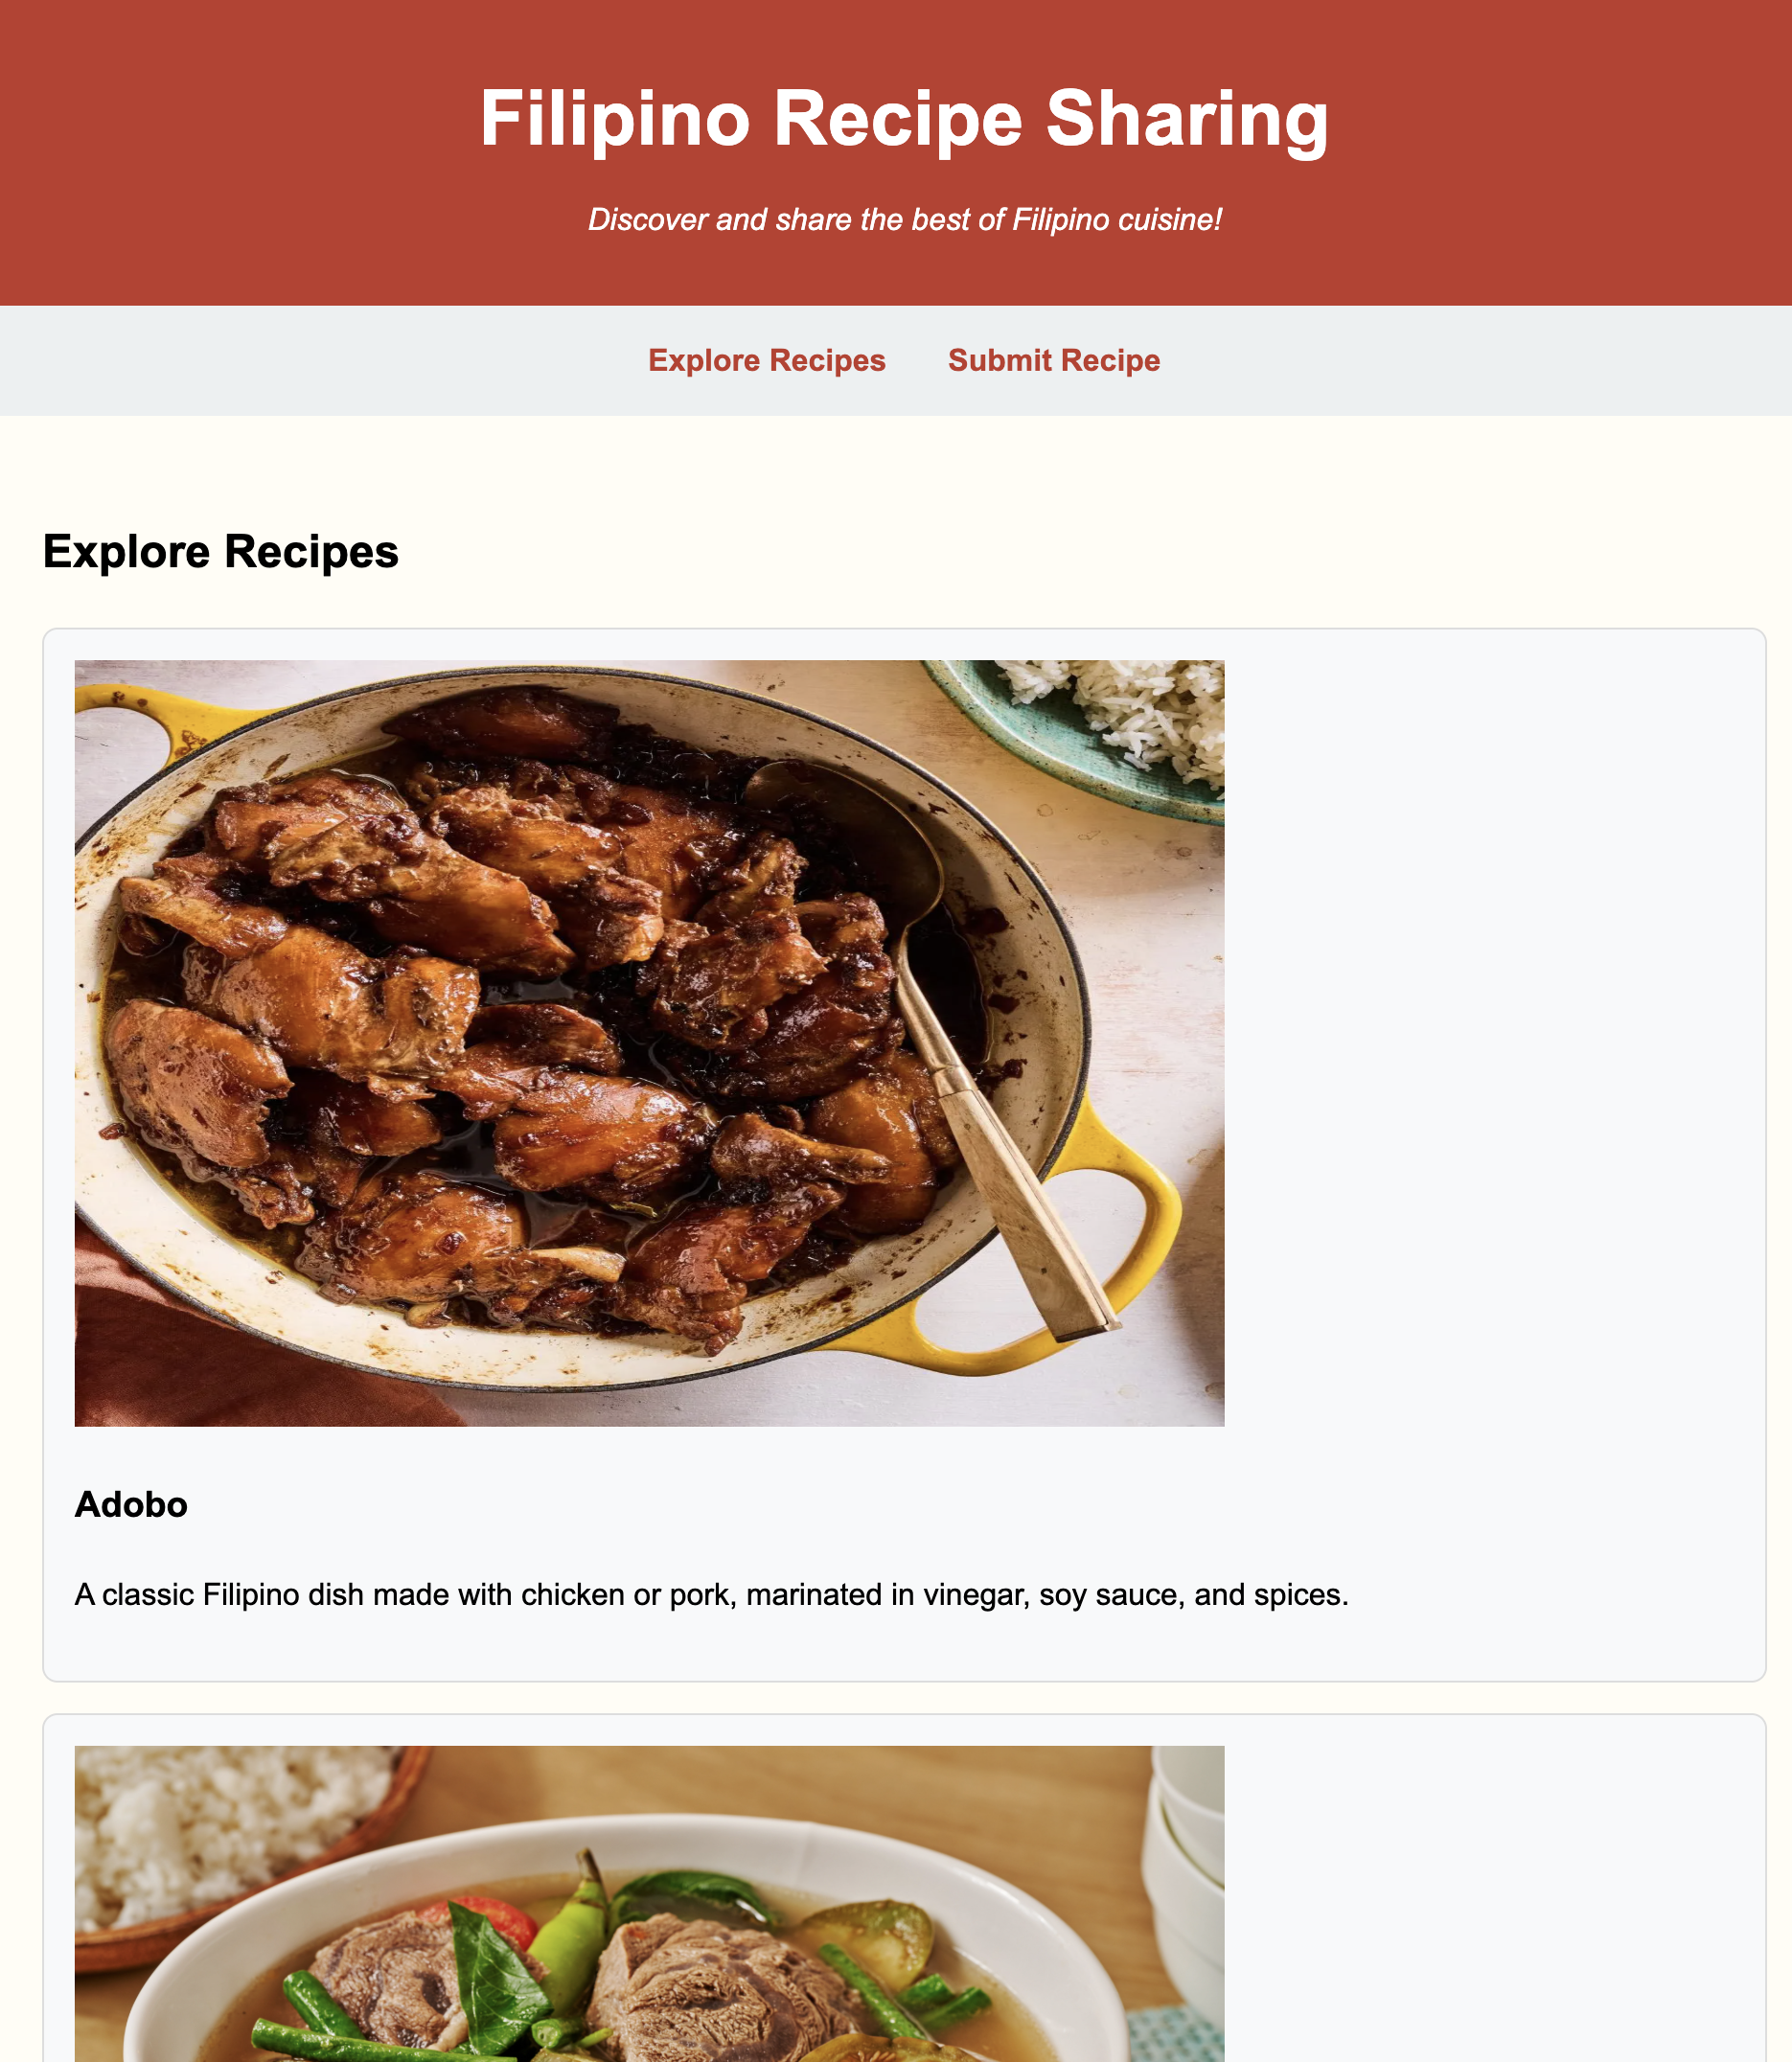 Filipino Recipe Sharing
Discover and share the best of Filipino cuisine!
Explore Recipes
Submit Recipe
Explore Recipes
Adobo
A classic Filipino dish made with chicken or pork, marinated in vinegar, soy sauce, and spices.